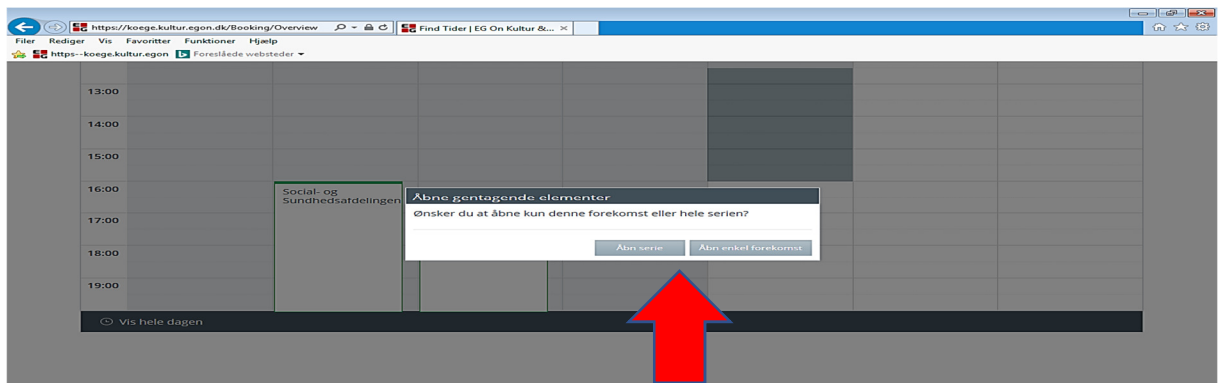 https://koege.kultur.egon.dk/Booking/Overview
Find Tider | EG On Kultur &...
Filer Rediger Vis Favoritter Funktioner Hjælp
https--koege.kultur.egon Foreslåede websteder
13:00
14:00
15:00
16:00
Social- og
Sundhedsafdelingen
Åbne gentagende elementer
Ønsker du at åbne kun denne forekomst eller hele serien?
17:00
Åbn serie Åbn enkel forekomst
18:00
19:00
Vis hele dagen